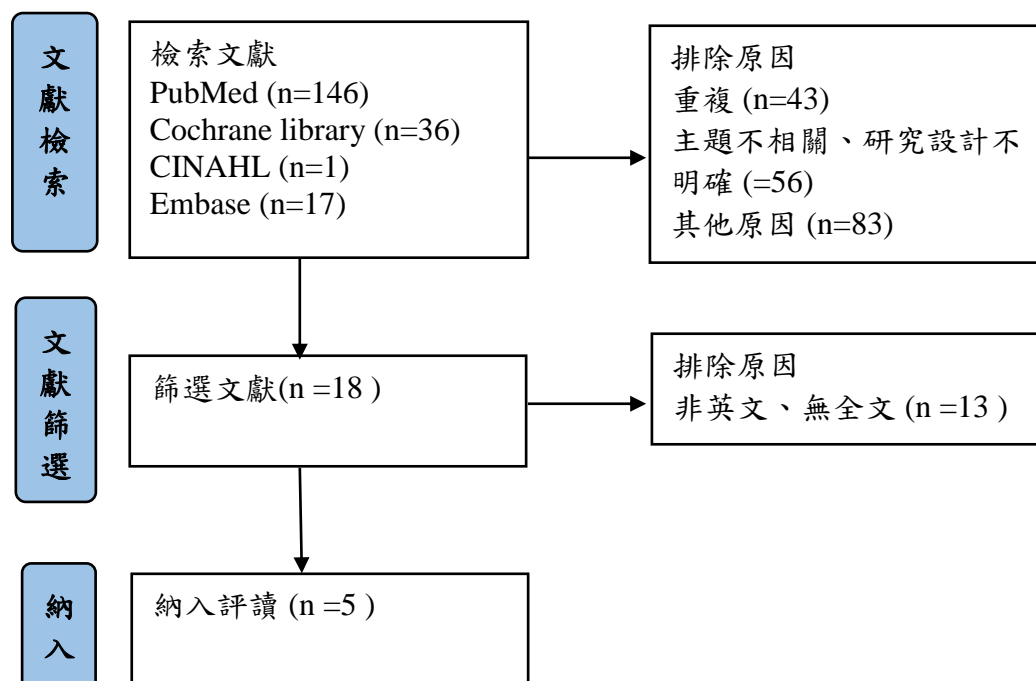 文獻檢索
檢索文獻
PubMed (n=146)
Cochrane library (n=36)
CINAHL (n=1)
Embase (n=17)
排除原因
重複 (n=43)
主題不相關、研究設計不
明確 (=56)
其他原因 (n=83)
文獻篩選
篩選文獻(n =18 )
排除原因
非英文、無全文 (n =13 )
納入
納入評讀 (n =5 )